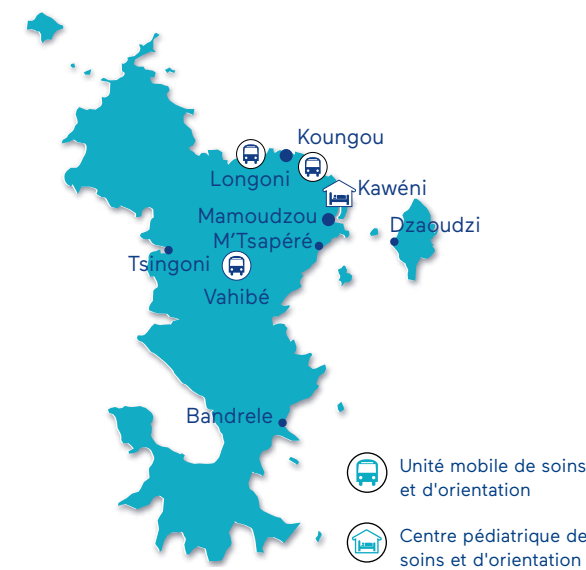 Koungou
Longoni
Kawéni
Mamoudzou
Dzaoudzi
M'Tsapéré
Tsingoni
Vahibé
Bandrele
Unité mobile de soins
et d'orientation
Centre pédiatrique de
soins et d'orientation